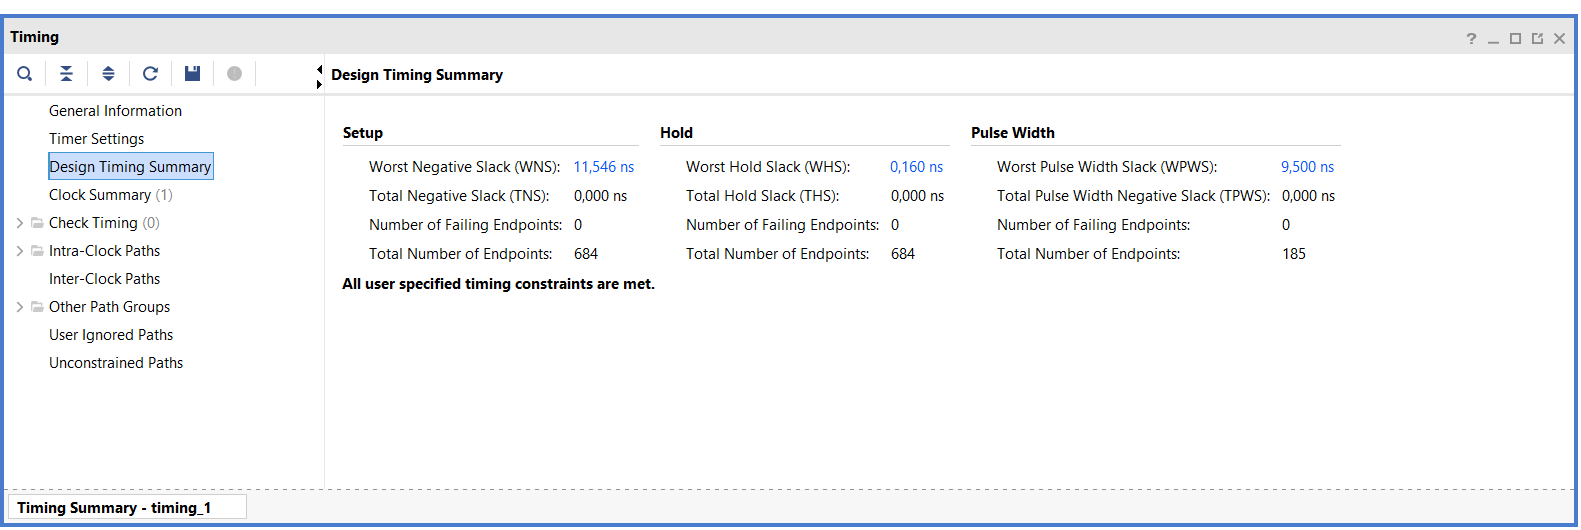 Timing
Design Timing Summary
General Information
Timer Settings
Design Timing Summary
Clock Summary (1)
Check Timing (0)
Intra-Clock Paths
Inter-Clock Paths
Other Path Groups
User Ignored Paths
Unconstrained Paths
Setup
Worst Negative Slack (WNS): 11,546 ns
Total Negative Slack (TNS): 0,000 ns
Number of Failing Endpoints: 0
Total Number of Endpoints: 684
Hold
Worst Hold Slack (WHS): 0,160 ns
Total Hold Slack (THS): 0,000 ns
Number of Failing Endpoints: 0
Total Number of Endpoints: 684
Pulse Width
Worst Pulse Width Slack (WPWS): 9,500 ns
Total Pulse Width Negative Slack (TPWS): 0,000 ns
Number of Failing Endpoints: 0
Total Number of Endpoints: 185
All user specified timing constraints are met.
Timing Summary - timing_1